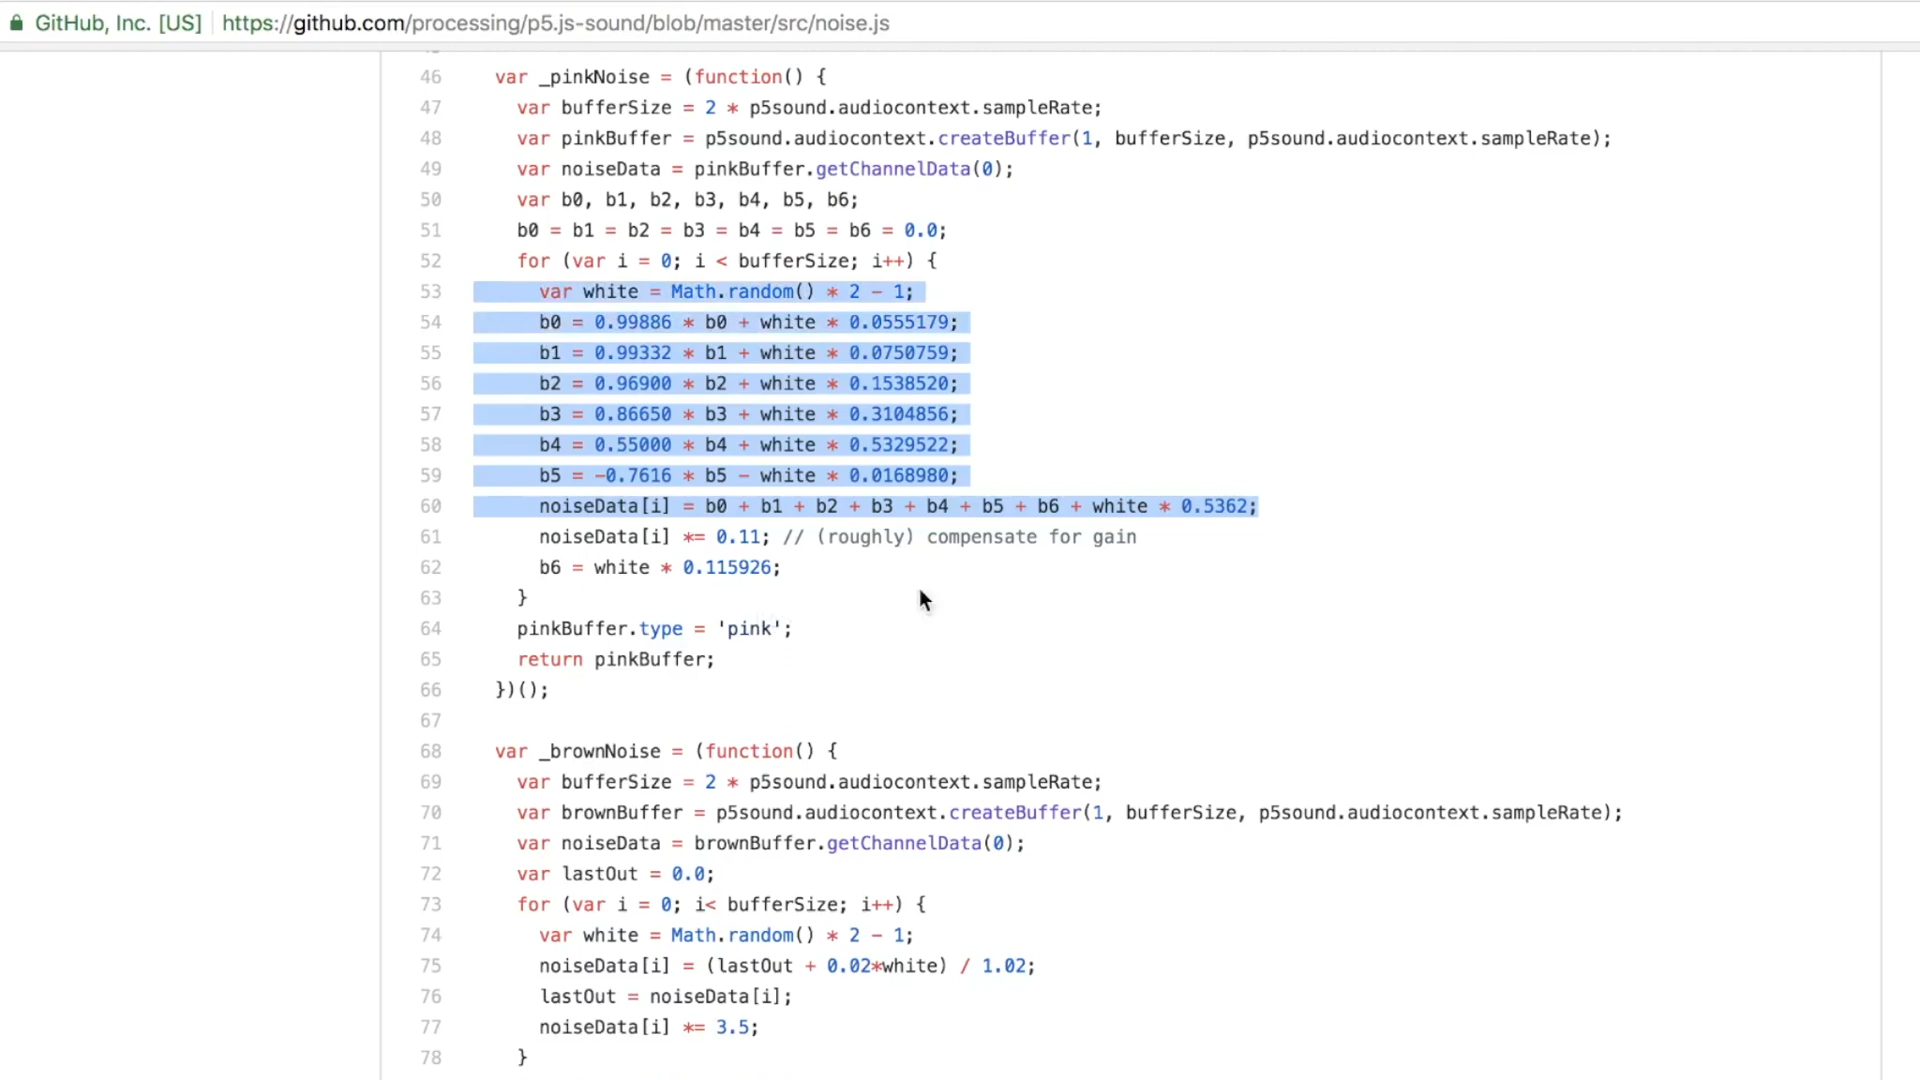 GitHub, Inc. [US] https://github.com/processing/p5.js-sound/blob/master/src/noise.js
46 var _pinkNoise = (function() {
47 var bufferSize = 2 * p5sound.audiocontext.sampleRate;
48 var pinkBuffer = p5sound.audiocontext.createBuffer(1, bufferSize, p5sound.audiocontext.sampleRate);
49 var noiseData = pinkBuffer.getChannelData(0);
50 var b0, b1, b2, b3, b4, b5, b6;
51 b0 = b1 = b2 = b3 = b4 = b5 = b6 = 0.0;
52 for (var i = 0; i < bufferSize; i++) {
53 var white = Math.random() * 2 - 1;
54 b0 = 0.99886 * b0 + white * 0.0555179;
55 b1 = 0.99332 * b1 + white * 0.0750759;
56 b2 = 0.96900 * b2 + white * 0.1538520;
57 b3 = 0.86650 * b3 + white * 0.3104856;
58 b4 = 0.55000 * b4 + white * 0.5329522;
59 b5 = -0.7616 * b5 - white * 0.0168980;
60 noiseData[i] = b0 + b1 + b2 + b3 + b4 + b5 + b6 + white * 0.5362;
61 noiseData[i] *= 0.11; // (roughly) compensate for gain
62 b6 = white * 0.115926;
63 }
64 pinkBuffer.type = 'pink';
65 return pinkBuffer;
66 })();
67
68 var _brownNoise = (function() {
69 var bufferSize = 2 * p5sound.audiocontext.sampleRate;
70 var brownBuffer = p5sound.audiocontext.createBuffer(1, bufferSize, p5sound.audiocontext.sampleRate);
71 var noiseData = brownBuffer.getChannelData(0);
72 var lastOut = 0.0;
73 for (var i = 0; i< bufferSize; i++) {
74 var white = Math.random() * 2 - 1;
75 noiseData[i] = (lastOut + 0.02*white) / 1.02;
76 lastOut = noiseData[i];
77 noiseData[i] *= 3.5;
78 }